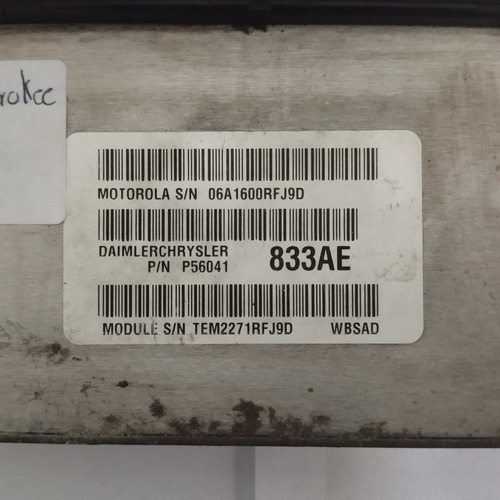 MOTOROLA S/N 06A1600RFJ9D
DAIMLERCHRYSLER
P/N P56041 833AE
MODULE S/N TEM2271RFJ9D WBSAD